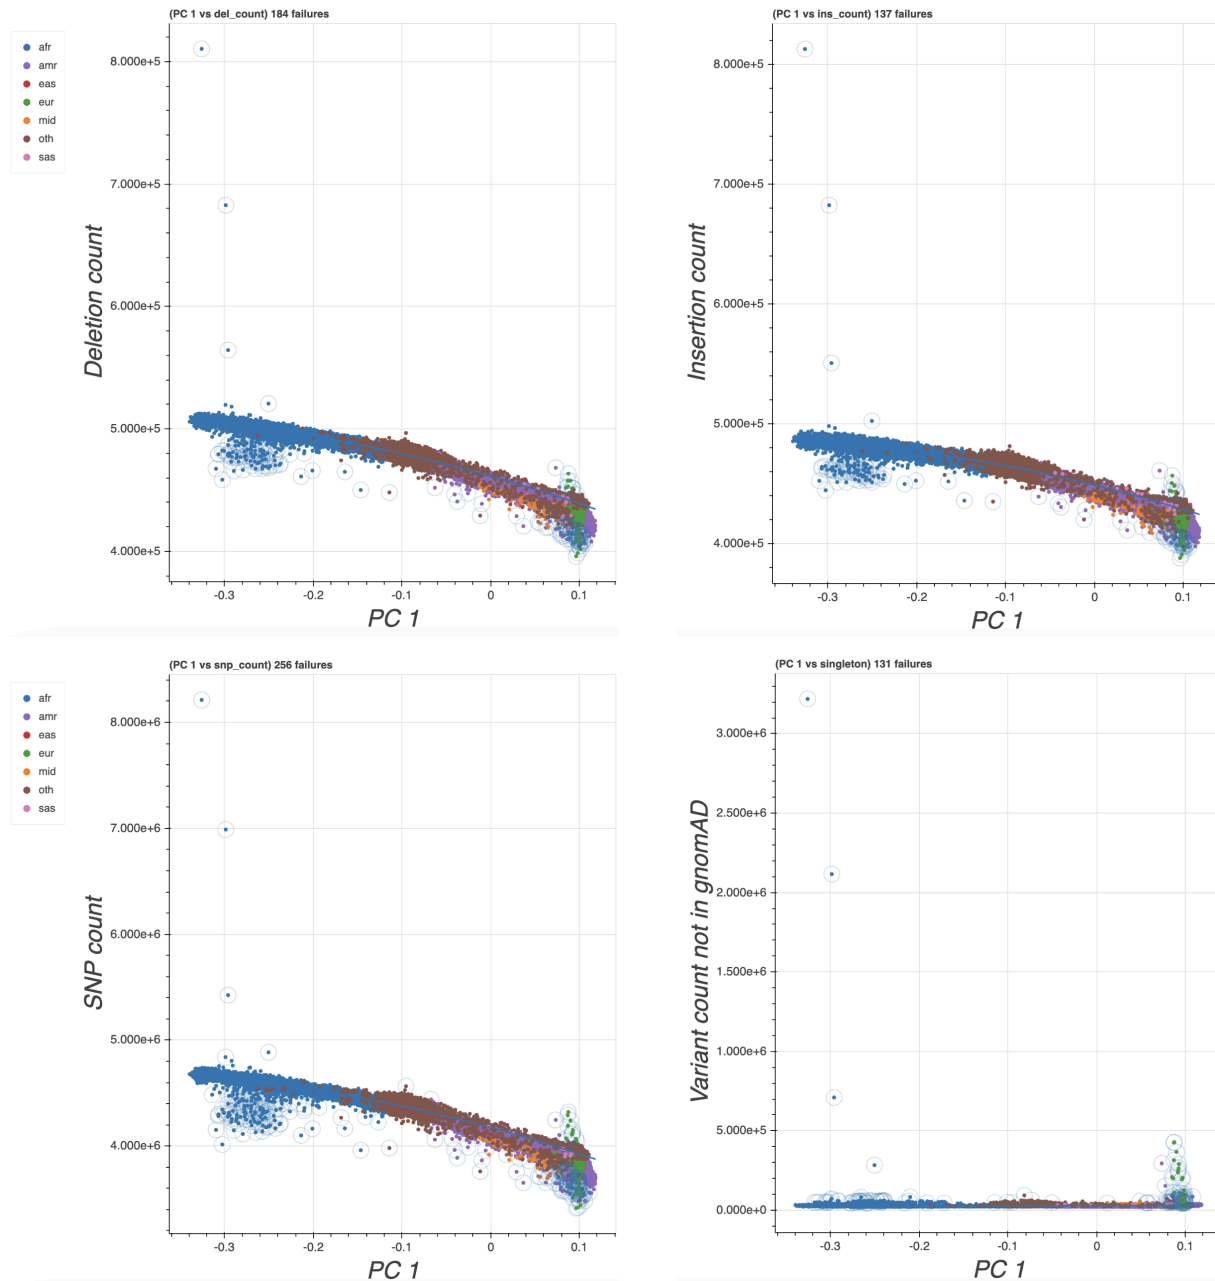 (PC 1 vs del_count) 184 failures
afr
amr
eas
eur
mid
oth
sas
Deletion count
8.000e+5
7.000e+5
6.000e+5
5.000e+5
4.000e+5
-0.3
-0.2
-0.1
0
0.1
PC 1
(PC 1 vs ins_count) 137 failures
Insertion count
8.000e+5
7.000e+5
6.000e+5
5.000e+5
4.000e+5
-0.3
-0.2
-0.1
0
0.1
PC 1
(PC 1 vs snp_count) 256 failures
afr
amr
eas
eur
mid
oth
sas
SNP count
8.000e+6
7.000e+6
6.000e+6
5.000e+6
4.000e+6
-0.3
-0.2
-0.1
0
0.1
PC 1
(PC 1 vs singleton) 131 failures
Variant count not in gnomAD
3.000e+6
2.500e+6
2.000e+6
1.500e+6
1.000e+6
5.000e+5
0.000e+0
-0.3
-0.2
-0.1
0
0.1
PC 1